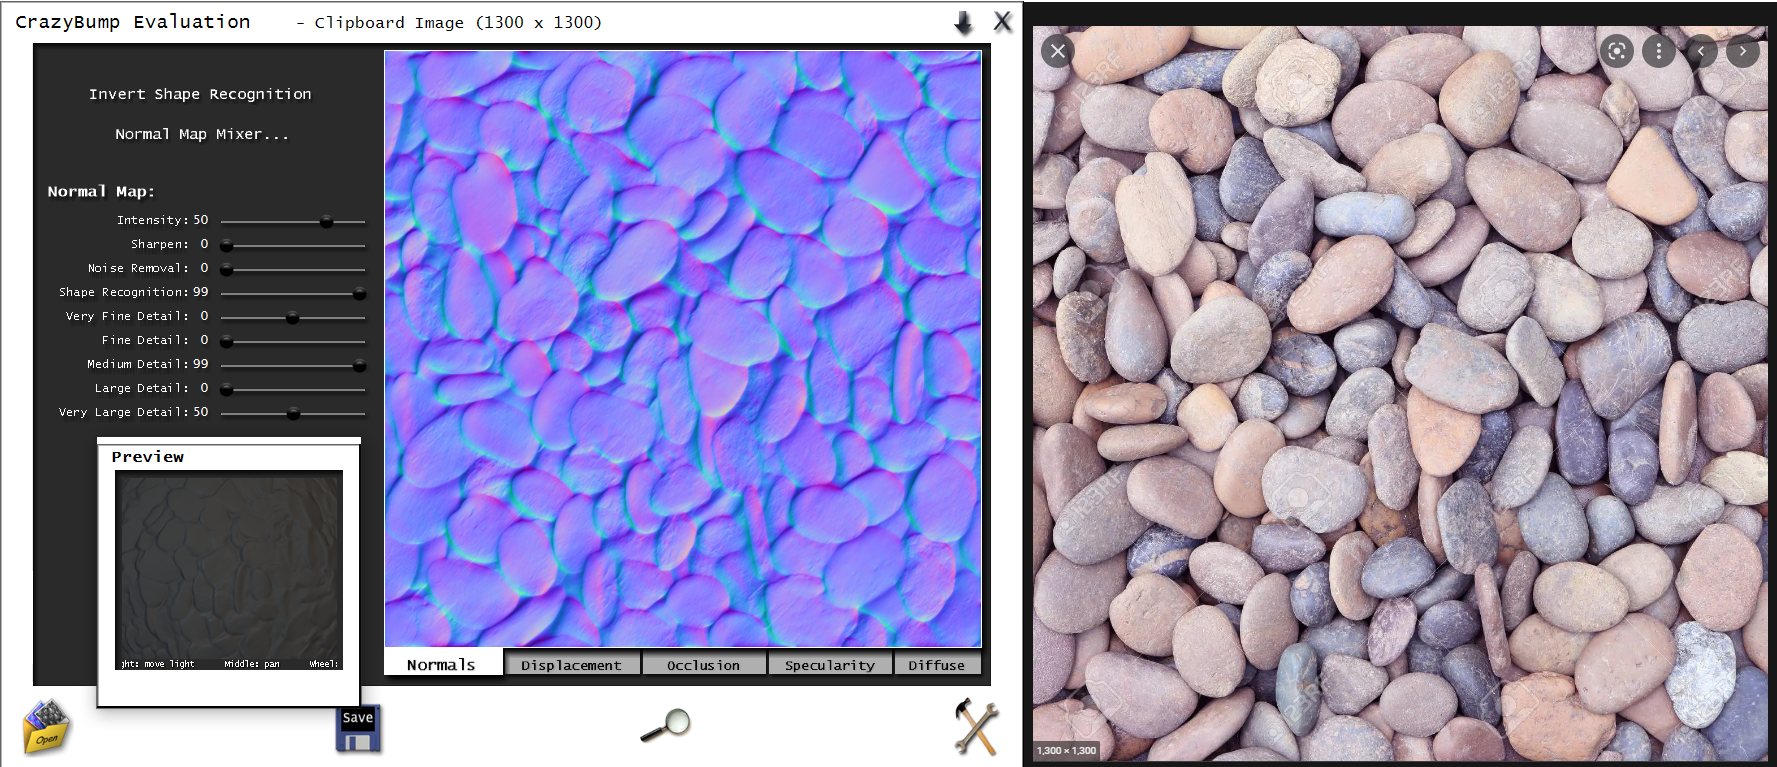 CrazyBump Evaluation - Clipboard Image (1300 x 1300)
X
Invert Shape Recognition
Normal Map Mixer...
Normal Map:
Intensity: 50
Sharpen: 0
Noise Removal: 0
Shape Recognition: 99
Very Fine Detail: 0
Fine Detail: 0
Medium Detail: 99
Large Detail: 0
Very Large Detail: 50
Preview
ght: move light Middle: pan Wheel:
Normals Displacement Occlusion Specularity Diffuse
Open
Save
123RF
1,300 × 1,300